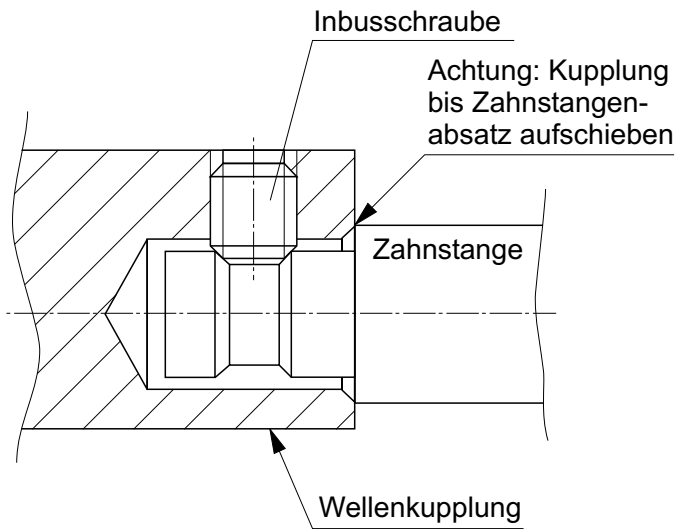 Inbusschraube
Achtung: Kupplung
bis Zahnstangen-
absatz aufschieben
Zahnstange
Wellenkupplung